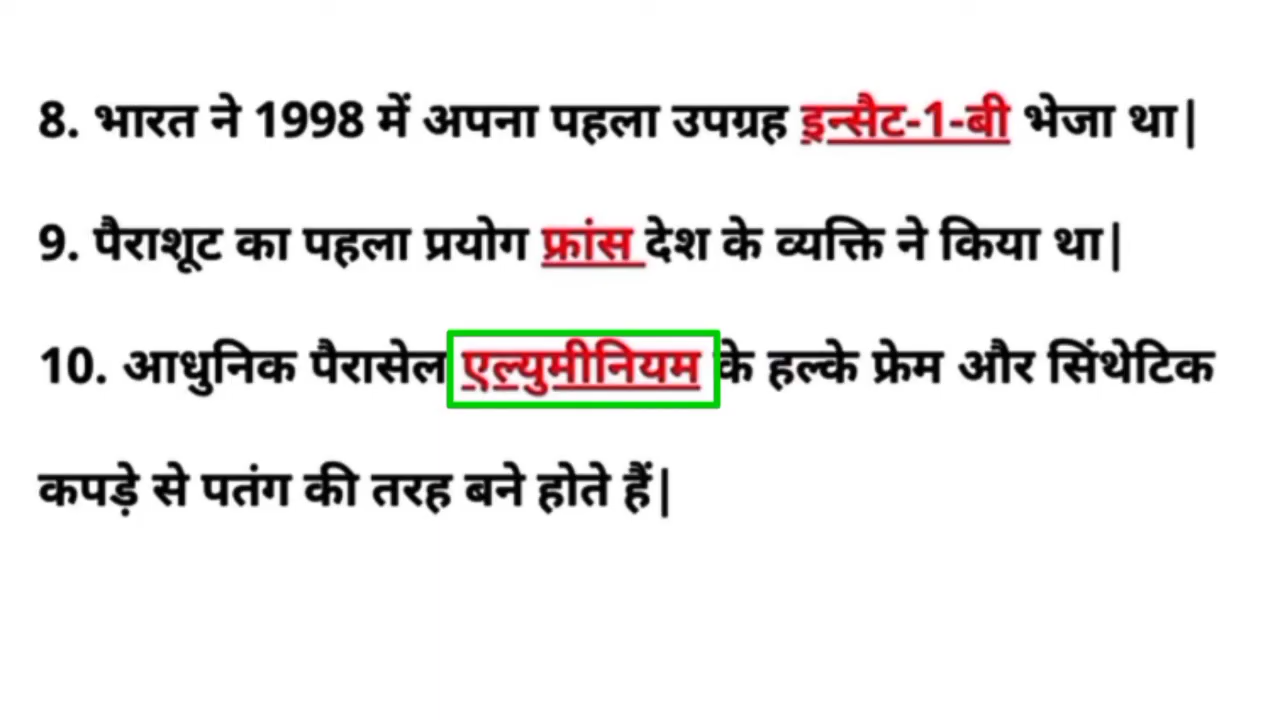 8. भारत ने 1998 में अपना पहला उपग्रह इन्सैट-1-बी भेजा था|
9. पैराशूट का पहला प्रयोग फ्रांस देश के व्यक्ति ने किया था|
10. आधुनिक पैरासेल एल्युमीनियम के हल्के फ्रेम और सिंथेटिक
कपड़े से पतंग की तरह बने होते हैं|